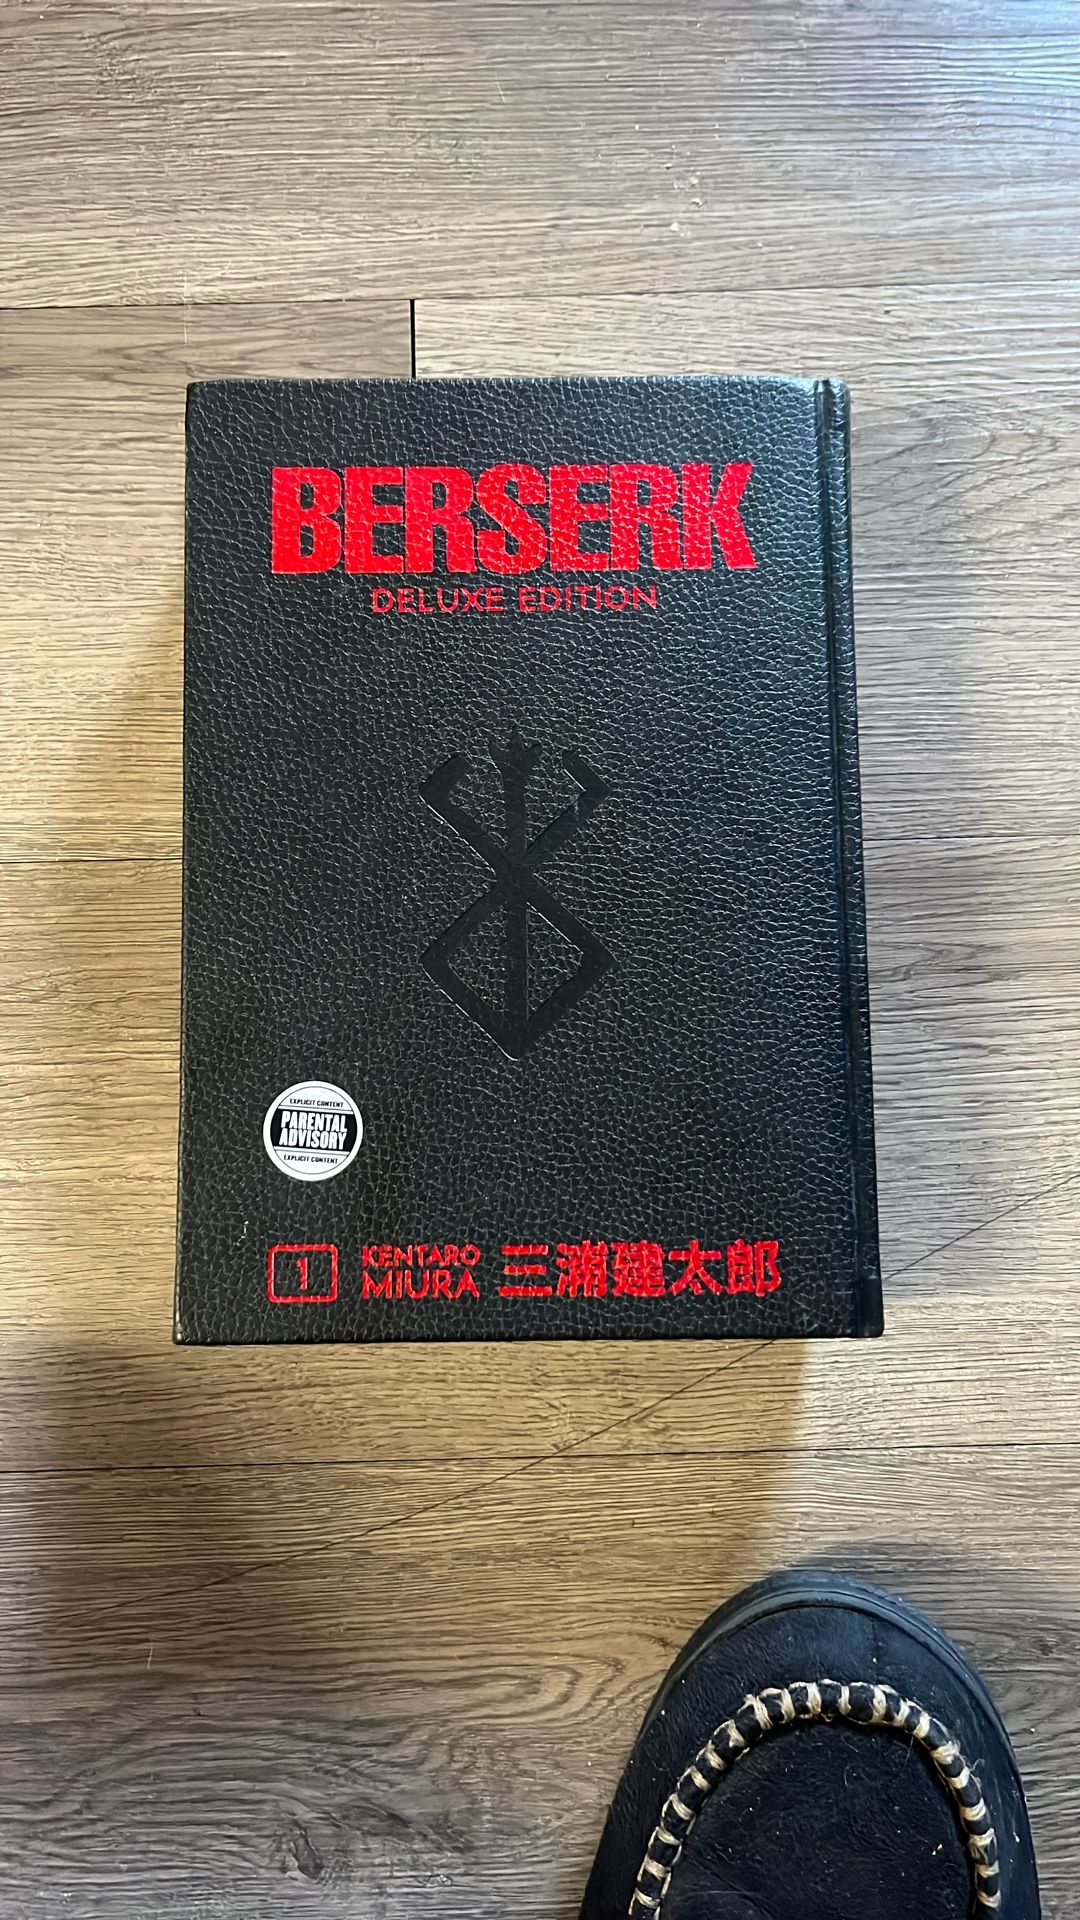 BERSERK
DELUXE EDITION
EXPLICIT CONTENT
PARENTAL
ADVISORY
EXPLICIT CONTENT
1
KENTARO
MIURA
三浦建太郎